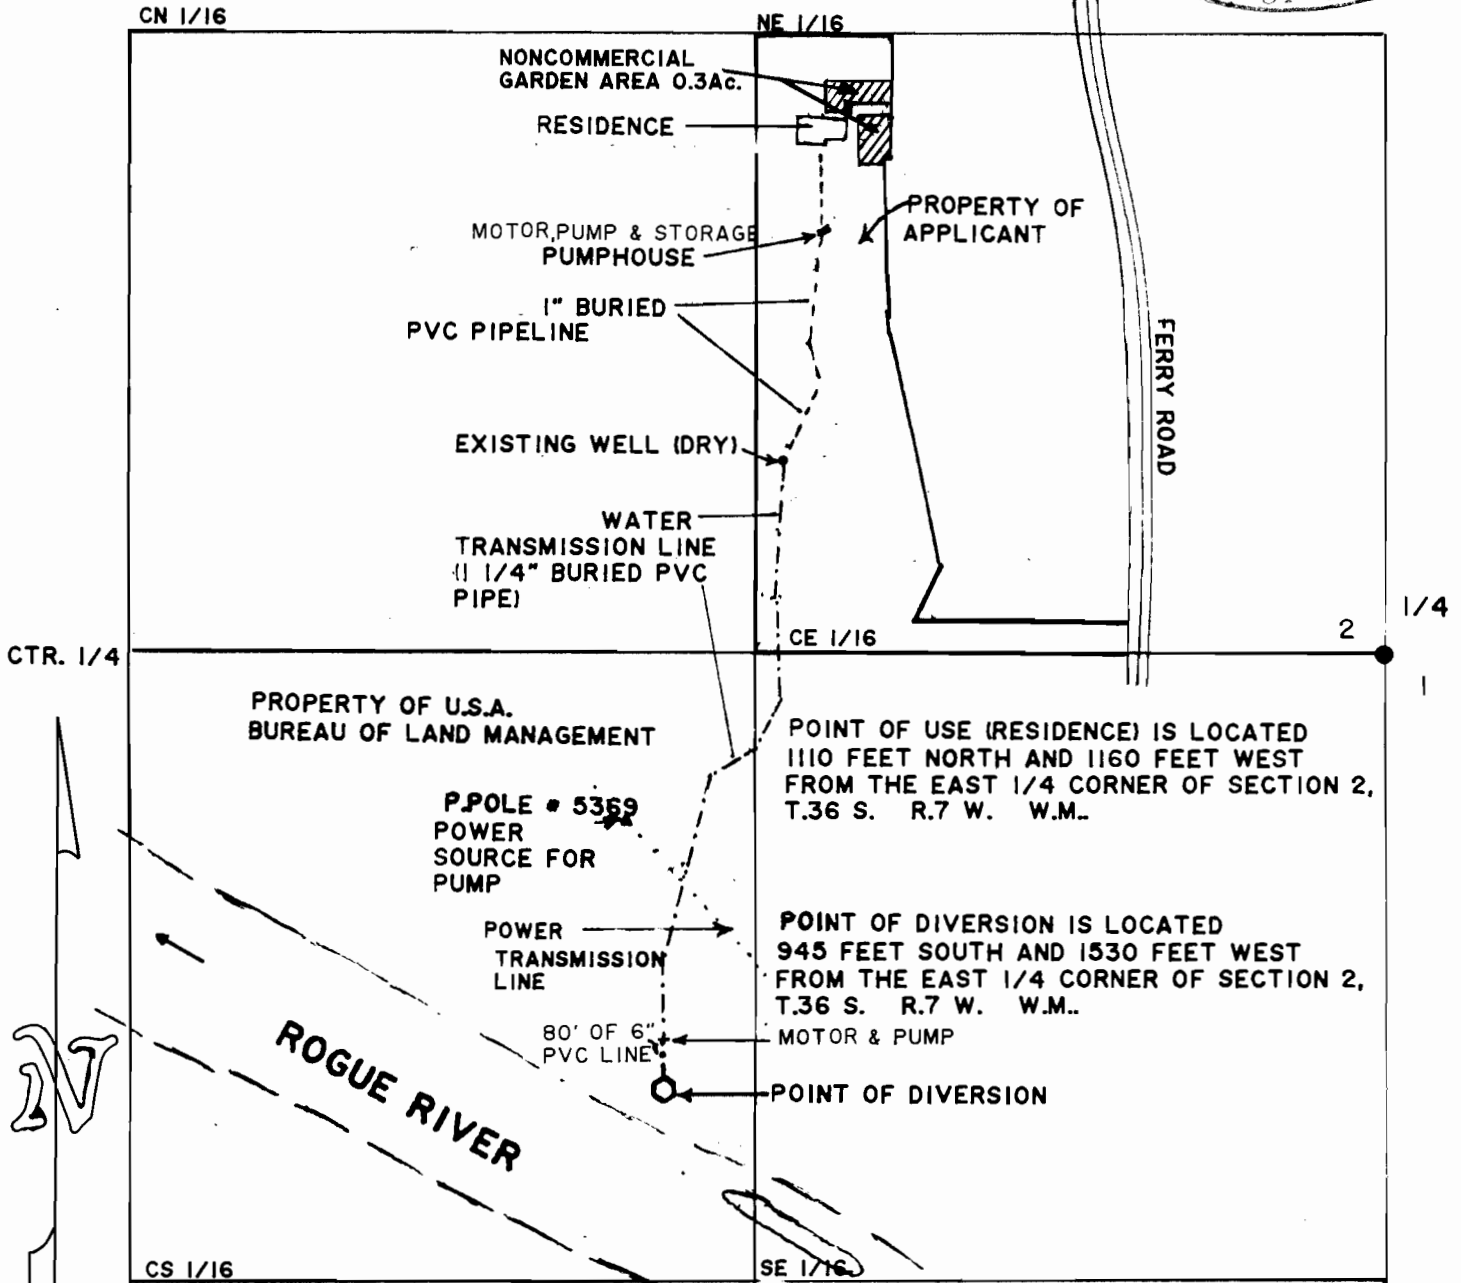 CN 1/16
NE 1/16
NONCOMMERCIAL
GARDEN AREA 0.3Ac.
RESIDENCE
PROPERTY OF
APPLICANT
MOTOR,PUMP & STORAGE
PUMPHOUSE
1" BURIED
PVC PIPELINE
FERRY ROAD
EXISTING WELL (DRY)
WATER
TRANSMISSION LINE
(1 1/4" BURIED PVC
PIPE)
1/4
2
1
CE 1/16
CTR. 1/4
PROPERTY OF U.S.A.
BUREAU OF LAND MANAGEMENT
POINT OF USE (RESIDENCE) IS LOCATED
1110 FEET NORTH AND 1160 FEET WEST
FROM THE EAST 1/4 CORNER OF SECTION 2,
T.36 S. R.7 W. W.M..
P.POLE # 5369
POWER
SOURCE FOR
PUMP
POWER
TRANSMISSION
LINE
POINT OF DIVERSION IS LOCATED
945 FEET SOUTH AND 1530 FEET WEST
FROM THE EAST 1/4 CORNER OF SECTION 2,
T.36 S. R.7 W. W.M..
80' OF 6"
PVC LINE
MOTOR & PUMP
POINT OF DIVERSION
ROGUE RIVER
N
CS 1/16
SE 1/16